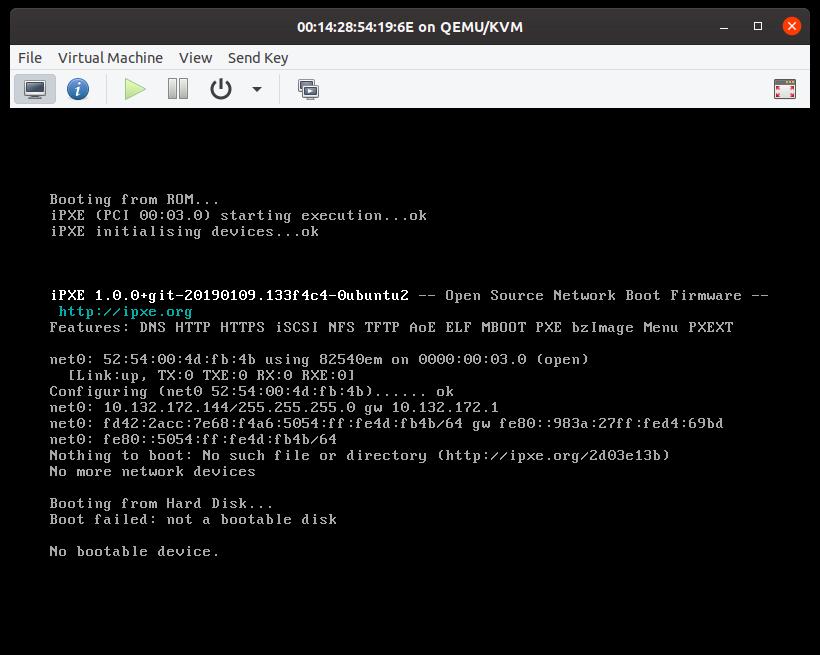 00:14:28:54:19:6E on QEMU/KVM
File Virtual Machine View Send Key
Booting from ROM...
iPXE (PCI 00:03.0) starting execution...ok
iPXE initialising devices...ok
iPXE 1.0.0+git-20190109.133f4c4-0ubuntu2 -- Open Source Network Boot Firmware --
http://ipxe.org
Features: DNS HTTP HTTPS iSCSI NFS TFTP AoE ELF MBOOT PXE bzImage Menu PXEXT
net0: 52:54:00:4d:fb:4b using 82540em on 0000:00:03.0 (open)
[Link:up, TX:0 TXE:0 RX:0 RXE:0]
Configuring (net0 52:54:00:4d:fb:4b)...... ok
net0: 10.132.172.144/255.255.255.0 gw 10.132.172.1
net0: fd42:2acc:7e68:f4a6:5054:ff:fe4d:fb4b/64 gw fe80::983a:27ff:fed4:69bd
net0: fe80::5054:ff:fe4d:fb4b/64
Nothing to boot: No such file or directory (http://ipxe.org/2d03e13b)
No more network devices
Booting from Hard Disk...
Boot failed: not a bootable disk
No bootable device.